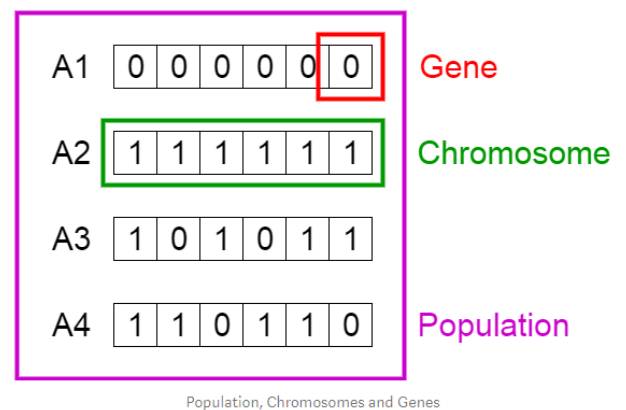 A1 0 0 0 0 0 0 Gene
A2 1 1 1 1 1 1 Chromosome
A3 1 0 1 0 1 1
A4 1 1 0 1 1 0 Population
Population, Chromosomes and Genes